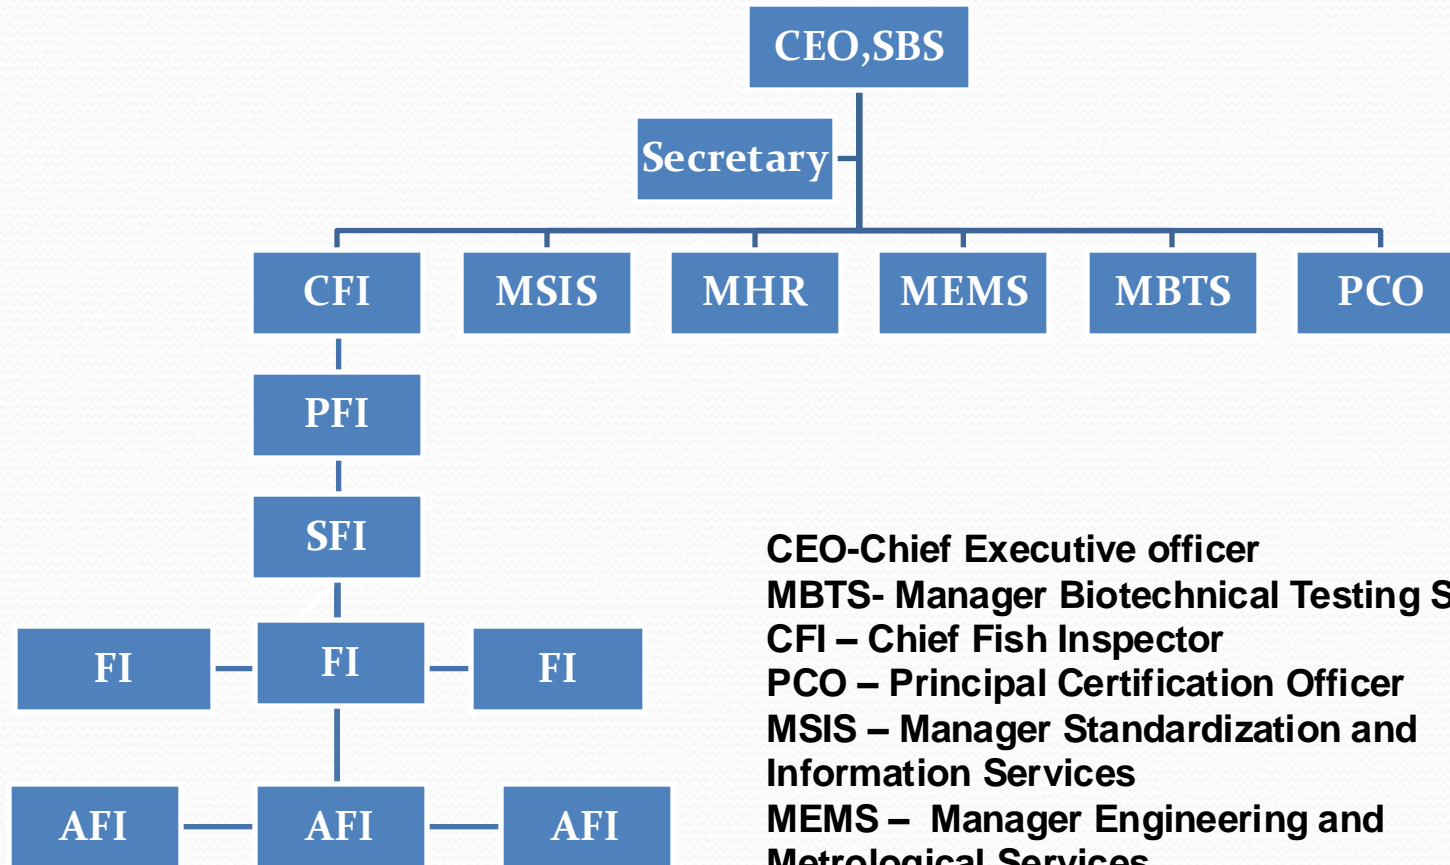 CEO,SBS
Secretary
CFI MSIS MHR MEMS MBTS PCO
PFI
SFI
FI FI FI
AFI AFI AFI
CEO-Chief Executive officer
MBTS- Manager Biotechnical Testing S
CFI – Chief Fish Inspector
PCO – Principal Certification Officer
MSIS – Manager Standardization and
Information Services
MEMS – Manager Engineering and
Metrological Services